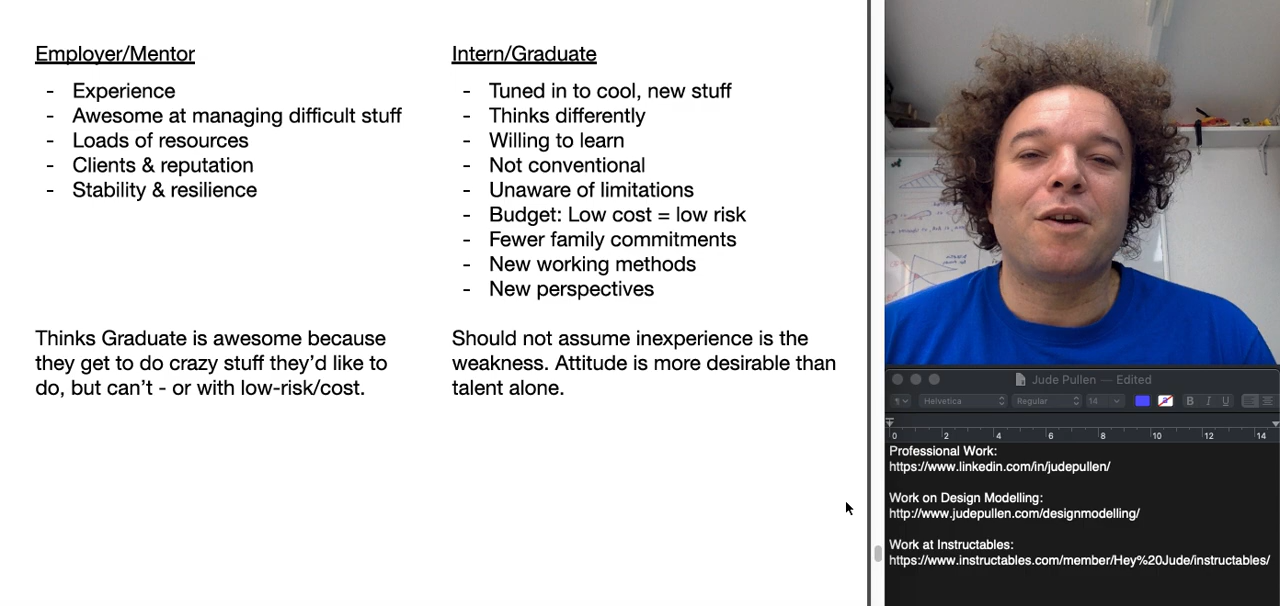 Employer/Mentor
- Experience
- Awesome at managing difficult stuff
- Loads of resources
- Clients & reputation
- Stability & resilience
Thinks Graduate is awesome because
they get to do crazy stuff they’d like to
do, but can’t - or with low-risk/cost.
Intern/Graduate
- Tuned in to cool, new stuff
- Thinks differently
- Willing to learn
- Not conventional
- Unaware of limitations
- Budget: Low cost = low risk
- Fewer family commitments
- New working methods
- New perspectives
Should not assume inexperience is the
weakness. Attitude is more desirable than
talent alone.
Jude Pullen — Edited
¶ Helvetica Regular 14 a B I U
0 2 4 6 8 10 12 14
Professional Work:
https://www.linkedin.com/in/judepullen/
Work on Design Modelling:
http://www.judepullen.com/designmodelling/
Work at Instructables:
https://www.instructables.com/member/Hey%20Jude/instructables/